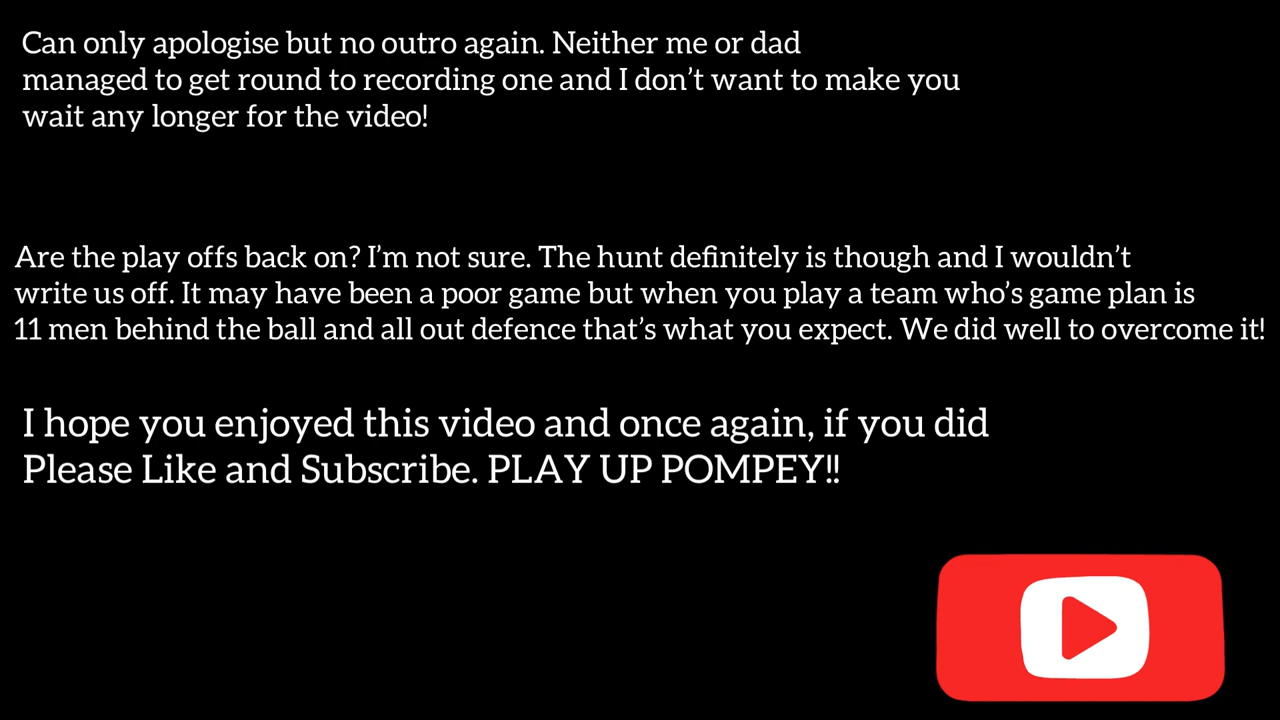 Can only apologise but no outro again. Neither me or dad
managed to get round to recording one and I don’t want to make you
wait any longer for the video!
Are the play offs back on? I’m not sure. The hunt definitely is though and I wouldn’t
write us off. It may have been a poor game but when you play a team who’s game plan is
11 men behind the ball and all out defence that’s what you expect. We did well to overcome it!
I hope you enjoyed this video and once again, if you did
Please Like and Subscribe. PLAY UP POMPEY!!